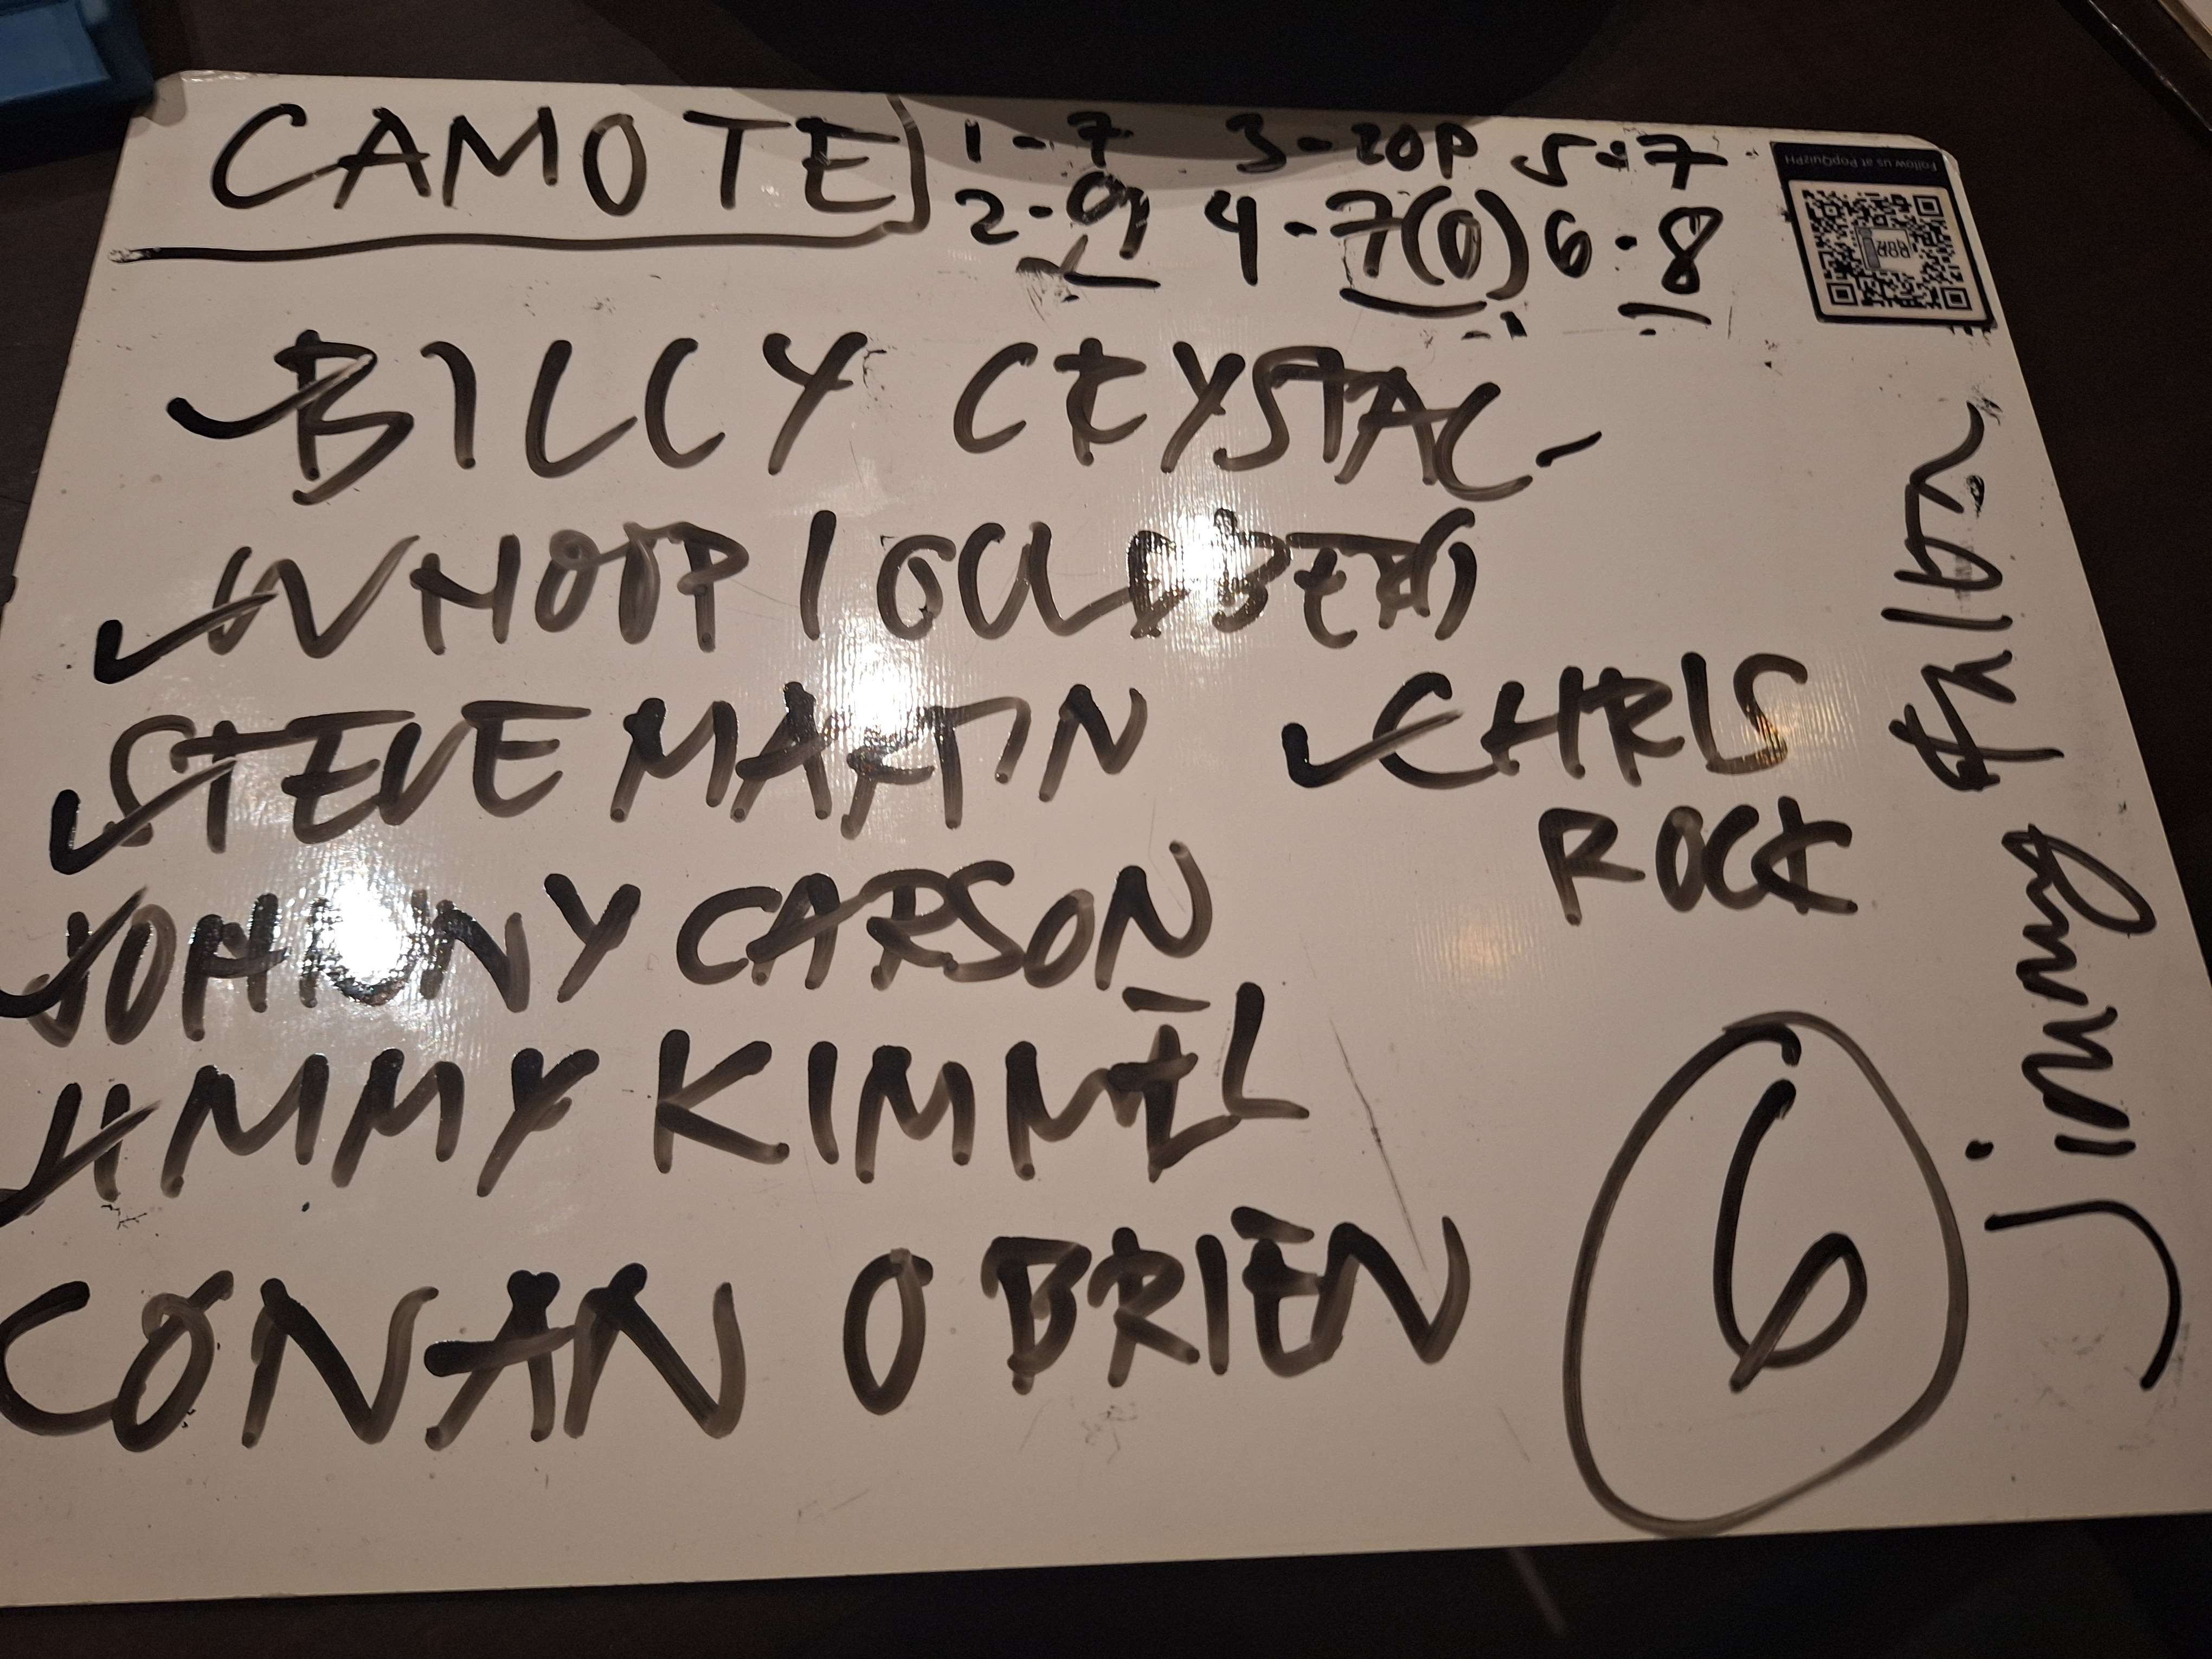 CAMOTE
1-7 3-20P 5-7
2-9 4-7(0) 6-8
Follow us at PopQuizPH
BILLY CRYSTAL
WHOOPI GOLDBERG
STEVE MARTIN
CHRIS
ROCK
JOHNNY CARSON
JIMMY KIMMEL
CONAN O BRIEN
6
Jimmy